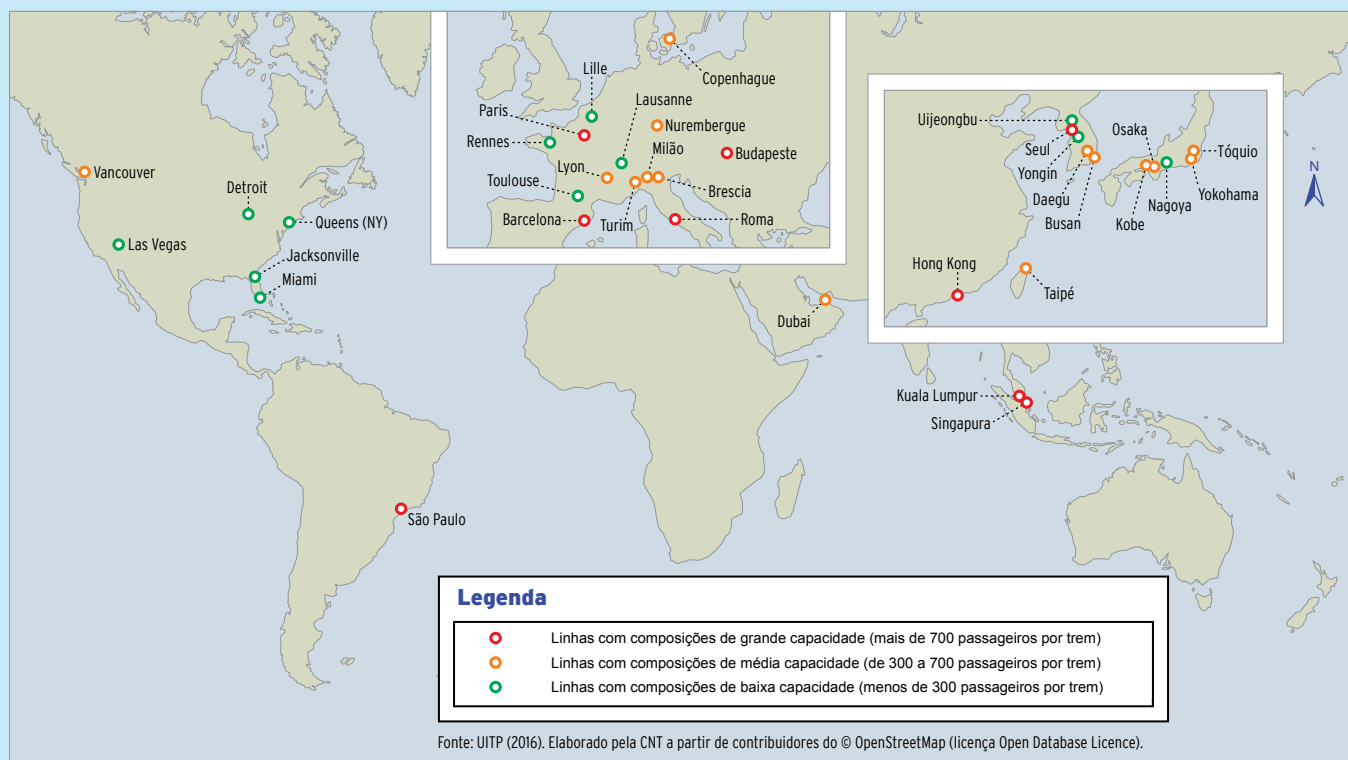 Copenhague
Lille
Lausanne
Paris
Nurembergue
Rennes
Milão
Budapeste
Lyon
Toulouse
Brescia
Barcelona
Turim
Roma
Vancouver
Detroit
Queens (NY)
Las Vegas
Jacksonville
Miami
Uijeongbu
Osaka
Seul
Tóquio
Yongin
Daegu
Nagoya
Yokohama
Busan
Kobe
Hong Kong
Taipé
N
Dubai
Kuala Lumpur
Singapura
São Paulo
Legenda
Linhas com composições de grande capacidade (mais de 700 passageiros por trem)
Linhas com composições de média capacidade (de 300 a 700 passageiros por trem)
Linhas com composições de baixa capacidade (menos de 300 passageiros por trem)
Fonte: UITP (2016). Elaborado pela CNT a partir de contribuidores do © OpenStreetMap (licença Open Database Licence).